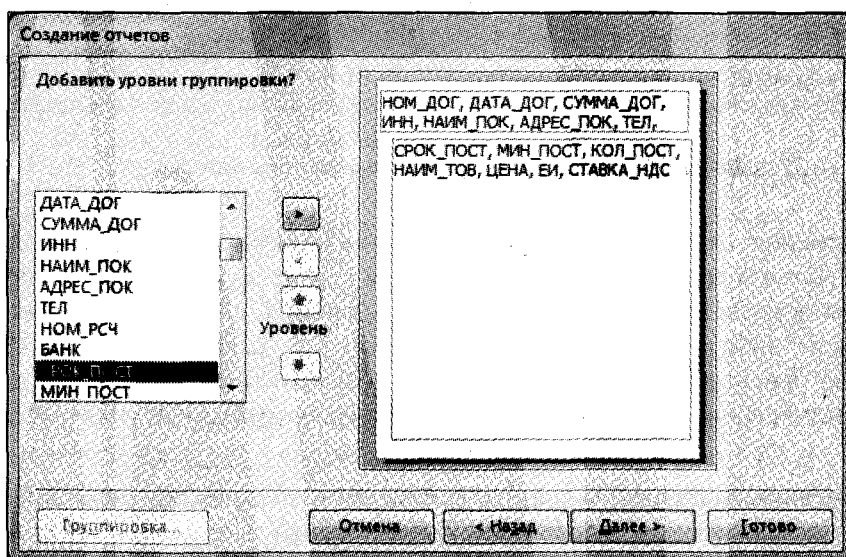 Создание отчетов
Добавить уровни группировки?
НОМ_ДОГ, ДАТА_ДОГ, СУММА_ДОГ,
ИНН, НАИМ_ПОК, АДРЕС_ПОК, ТЕЛ,
СРОК_ПОСТ, МИН_ПОСТ, КОЛ_ПОСТ,
НАИМ_ТОВ, ЦЕНА, ЕИ, СТАВКА_НДС
ДАТА_ДОГ
СУММА_ДОГ
ИНН
НАИМ_ПОК
АДРЕС_ПОК
ТЕЛ
НОМ_РСЧ
БАНК
СРОК_ПОСТ
МИН_ПОСТ
Уровень
Группировка...
Отмена
< Назад
Далее >
Готово